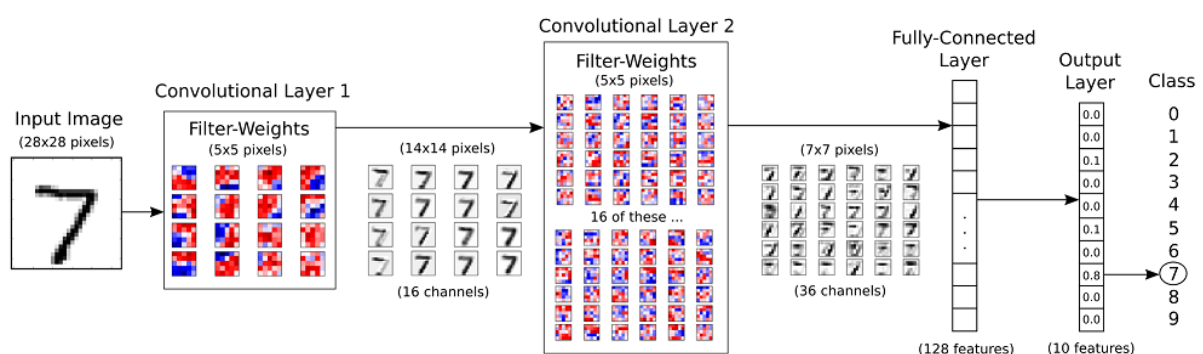 Input Image
(28x28 pixels)
Convolutional Layer 1
Filter-Weights
(5x5 pixels)
(14x14 pixels)
(16 channels)
Convolutional Layer 2
Filter-Weights
(5x5 pixels)
16 of these ...
(7x7 pixels)
(36 channels)
Fully-Connected
Layer
(128 features)
Output
Layer
0.0
0.0
0.1
0.0
0.0
0.1
0.0
0.8
0.0
0.0
(10 features)
Class
0
1
2
3
4
5
6
7
8
9